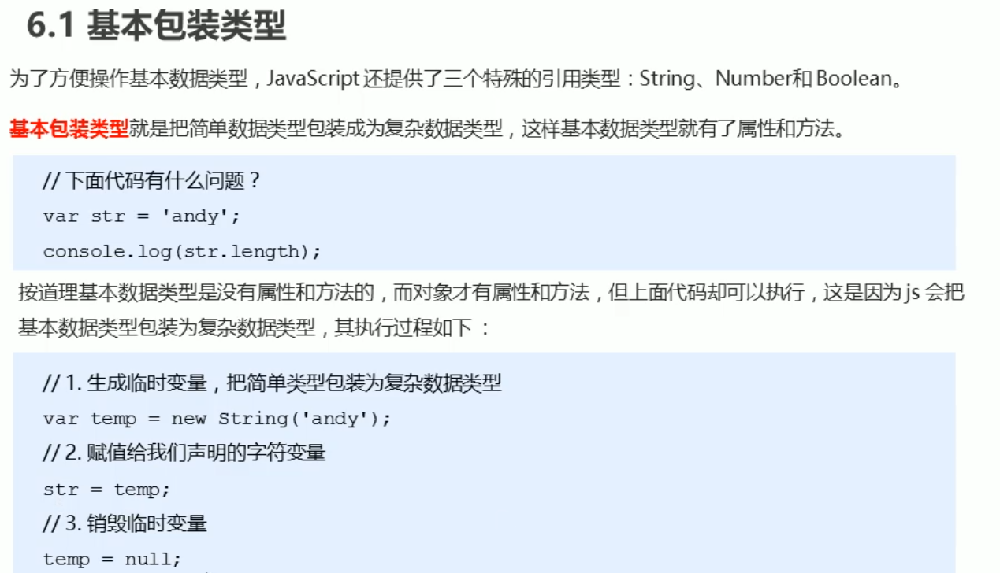 6.1 基本包装类型
为了方便操作基本数据类型，JavaScript 还提供了三个特殊的引用类型：String、Number和 Boolean。
基本包装类型就是把简单数据类型包装成为复杂数据类型，这样基本数据类型就有了属性和方法。
// 下面代码有什么问题？
var str = 'andy';
console.log(str.length);
按道理基本数据类型是没有属性和方法的，而对象才有属性和方法，但上面代码却可以执行，这是因为 js 会把
基本数据类型包装为复杂数据类型，其执行过程如下 ：
// 1. 生成临时变量，把简单类型包装为复杂数据类型
var temp = new String('andy');
// 2. 赋值给我们声明的字符变量
str = temp;
// 3. 销毁临时变量
temp = null;